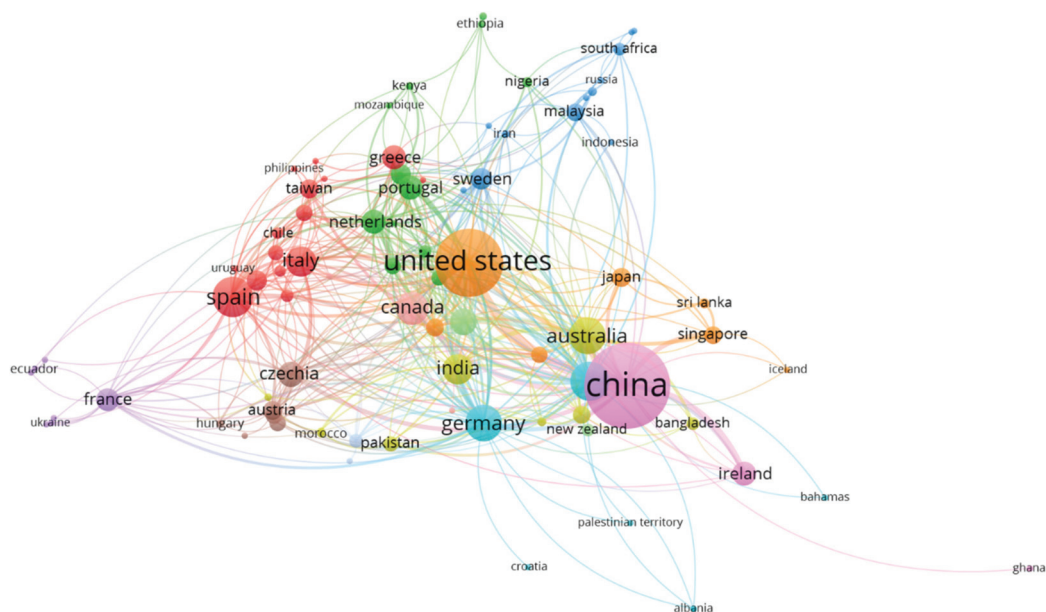 ethiopia
south africa
kenya
nigeria
russia
mozambique
malaysia
iran
indonesia
greece
philippines
taiwan
portugal
sweden
netherlands
chile
italy
united states
uruguay
japan
spain
canada
sri lanka
australia
singapore
ecuador
czechia
india
iceland
china
france
austria
hungary
ukraine
germany
new zealand
bangladesh
morocco
pakistan
ireland
bahamas
palestinian territory
croatia
ghana
albania